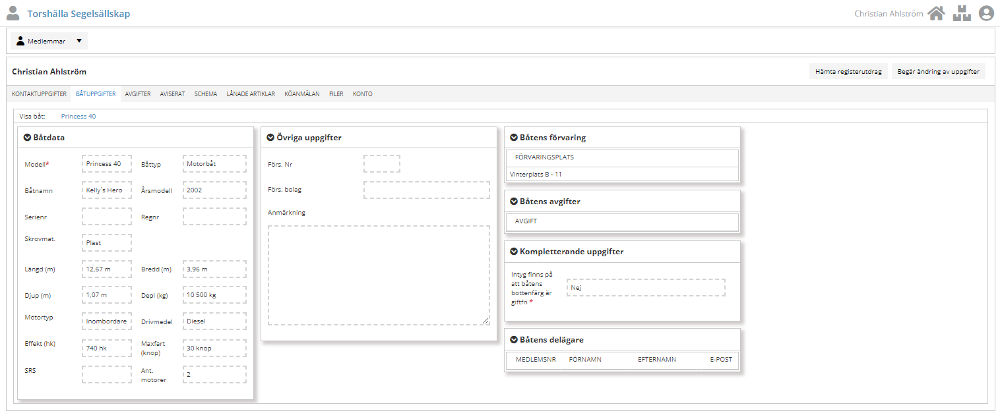 Torshälla Segelsällskap
Christian Ahlström
Medlemmar
Christian Ahlström
Hämta registerutdrag
Begär ändring av uppgifter
KONTAKTUPPGIFTER BÅTUPPGIFTER AVGIFTER AVISERAT SCHEMA LÅNADE ARTIKLAR KÖANMÄLAN FILER KONTO
Visa båt: Princess 40
Båtdata
Modell* Princess 40 Båttyp Motorbåt
Båtnamn Kelly´s Hero Årsmodell 2002
Serienr Regnr
Skrovmat. Plast
Längd (m) 12,67 m Bredd (m) 3,96 m
Djup (m) 1,07 m Depl (kg) 10 500 kg
Motortyp Inombordare Drivmedel Diesel
Effekt (hk) 740 hk Maxfart
(knop) 30 knop
SRS Ant.
motorer 2
Övriga uppgifter
Förs. Nr
Förs. bolag
Anmärkning
Båtens förvaring
FÖRVARINGSPLATS
Vinterplats B - 11
Båtens avgifter
AVGIFT
Kompletterande uppgifter
Intyg finns på
att båtens
bottenfärg är
giftfri *
Nej
Båtens delägare
MEDLEMSNR FÖRNAMN EFTERNAMN E-POST